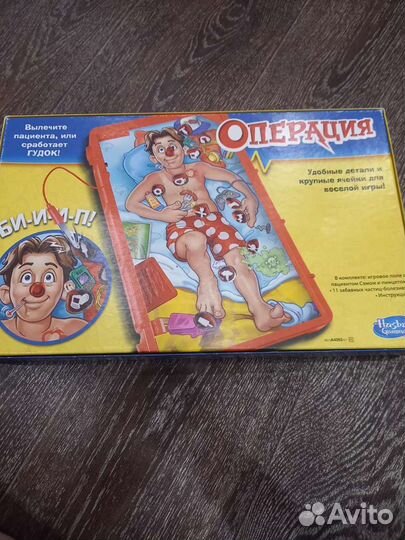 Вылечите
пациента, или
сработает
ГУДОК!
ОПЕРАЦИЯ
Удобные детали и
крупные ячейки для
веселой игры!
БИ-И-И-П!
В комплекте: игровое поле с
пациентом Сэмом и пинцетом
• 11 забавных частиц-болезней
• Инструкция
Hasbro
Gaming
Avito